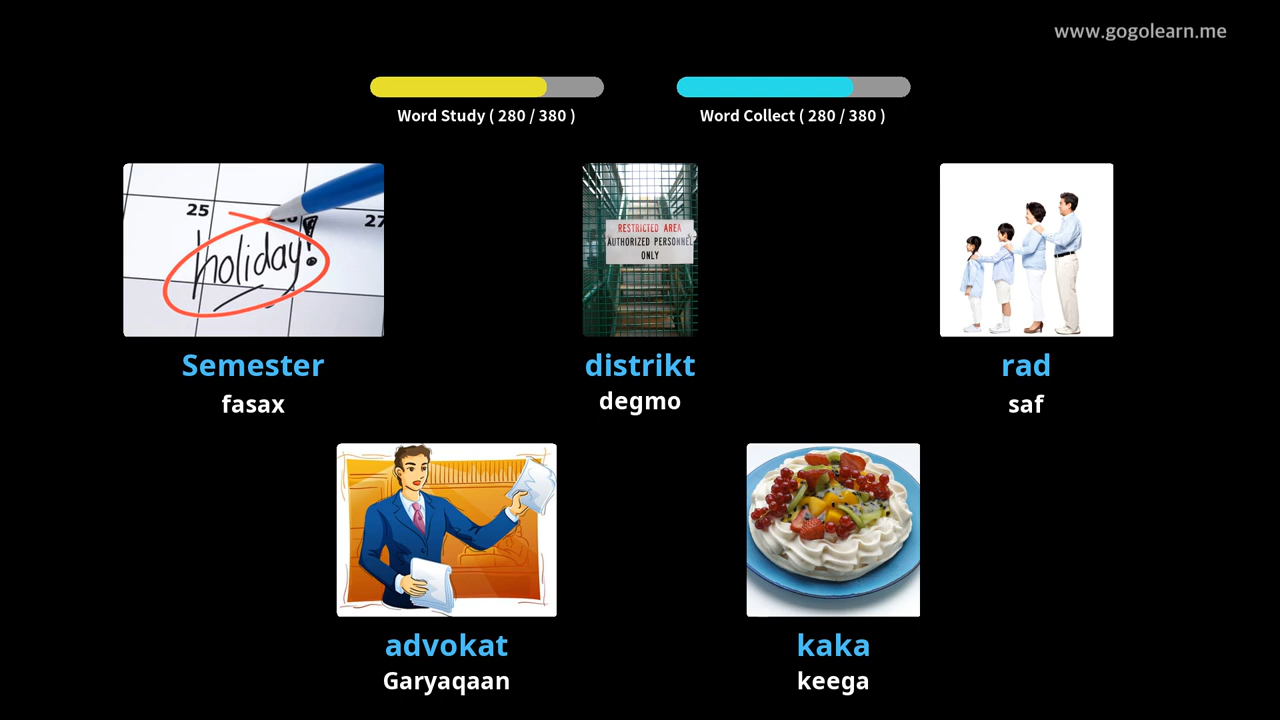 www.gogolearn.me
Word Study ( 280 / 380 )
Word Collect ( 280 / 380 )
25
27
holiday!
RESTRICTED AREA
AUTHORIZED PERSONNEL
ONLY
Semester
fasax
distrikt
degmo
rad
saf
advokat
Garyaqaan
kaka
keega